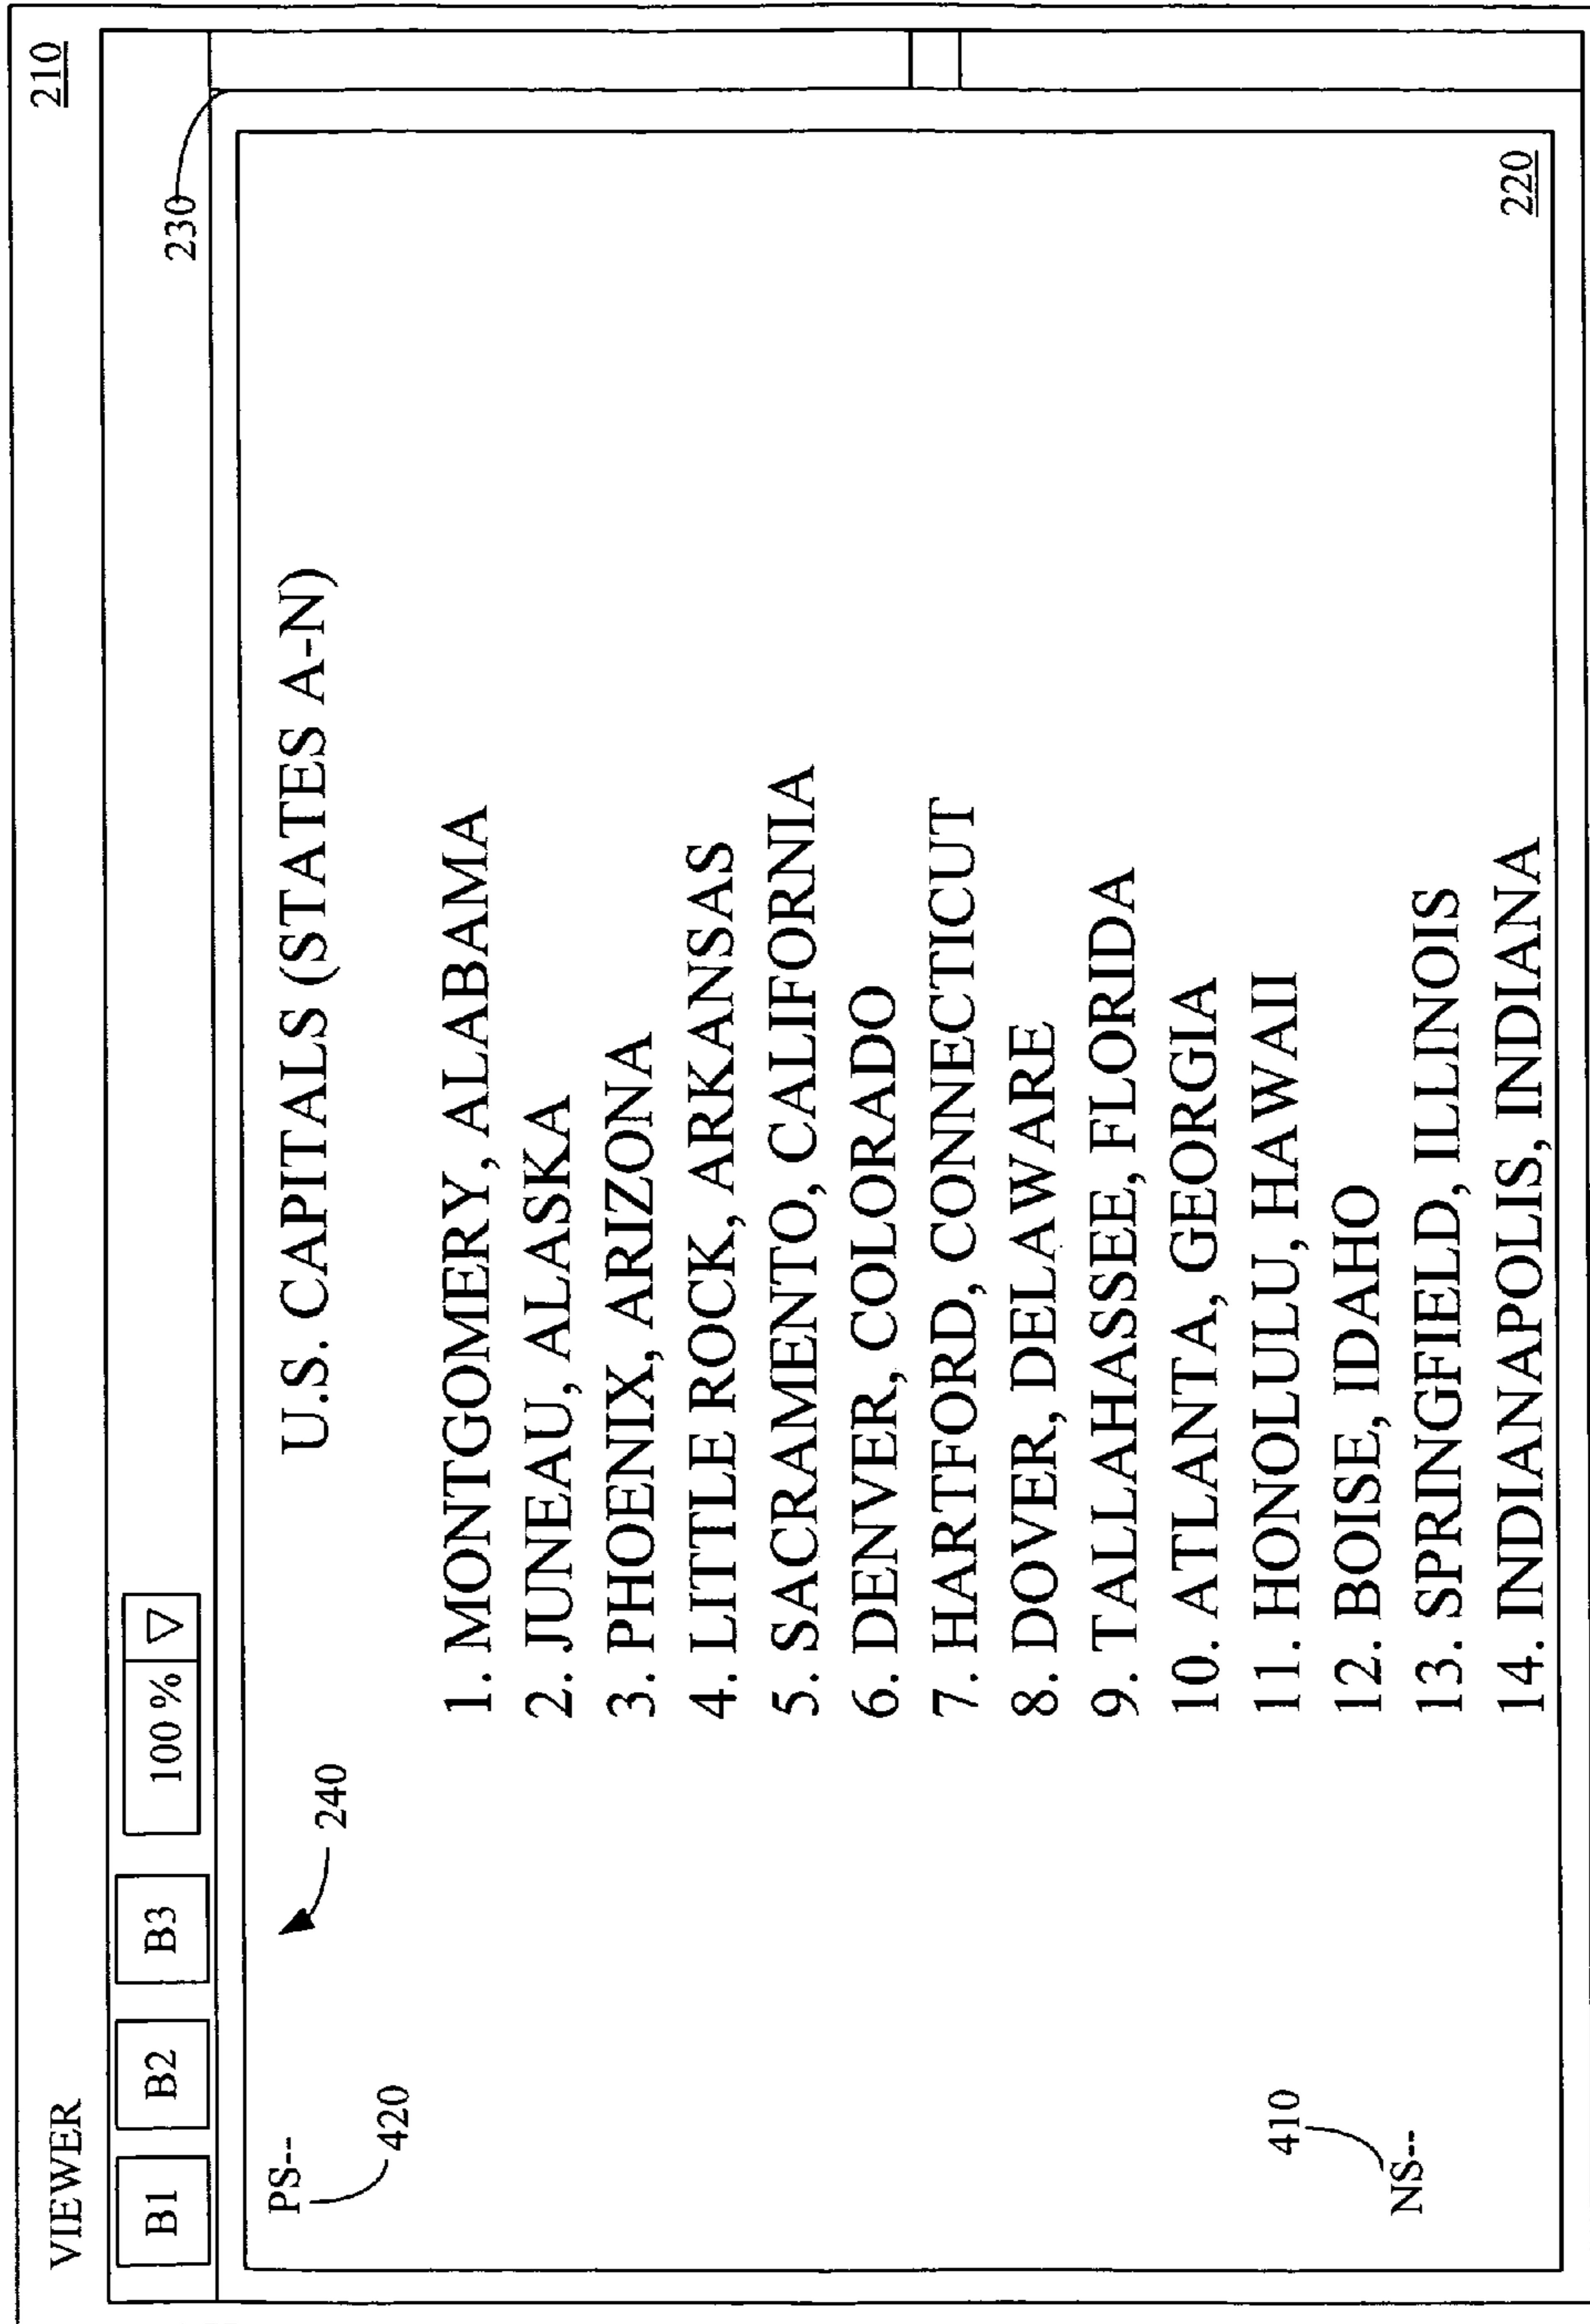 VIEWER
210
B1 B2 B3 100 %
230
PS--
420
240
U.S. CAPITALS (STATES A-N)
1. MONTGOMERY, ALABAMA
2. JUNEAU, ALASKA
3. PHOENIX, ARIZONA
4. LITTLE ROCK, ARKANSAS
5. SACRAMENTO, CALIFORNIA
6. DENVER, COLORADO
7. HARTFORD, CONNECTICUT
8. DOVER, DELAWARE
9. TALLAHASSEE, FLORIDA
10. ATLANTA, GEORGIA
11. HONOLULU, HAWAII
12. BOISE, IDAHO
13. SPRINGFIELD, ILLINOIS
14. INDIANAPOLIS, INDIANA
410
NS--
220